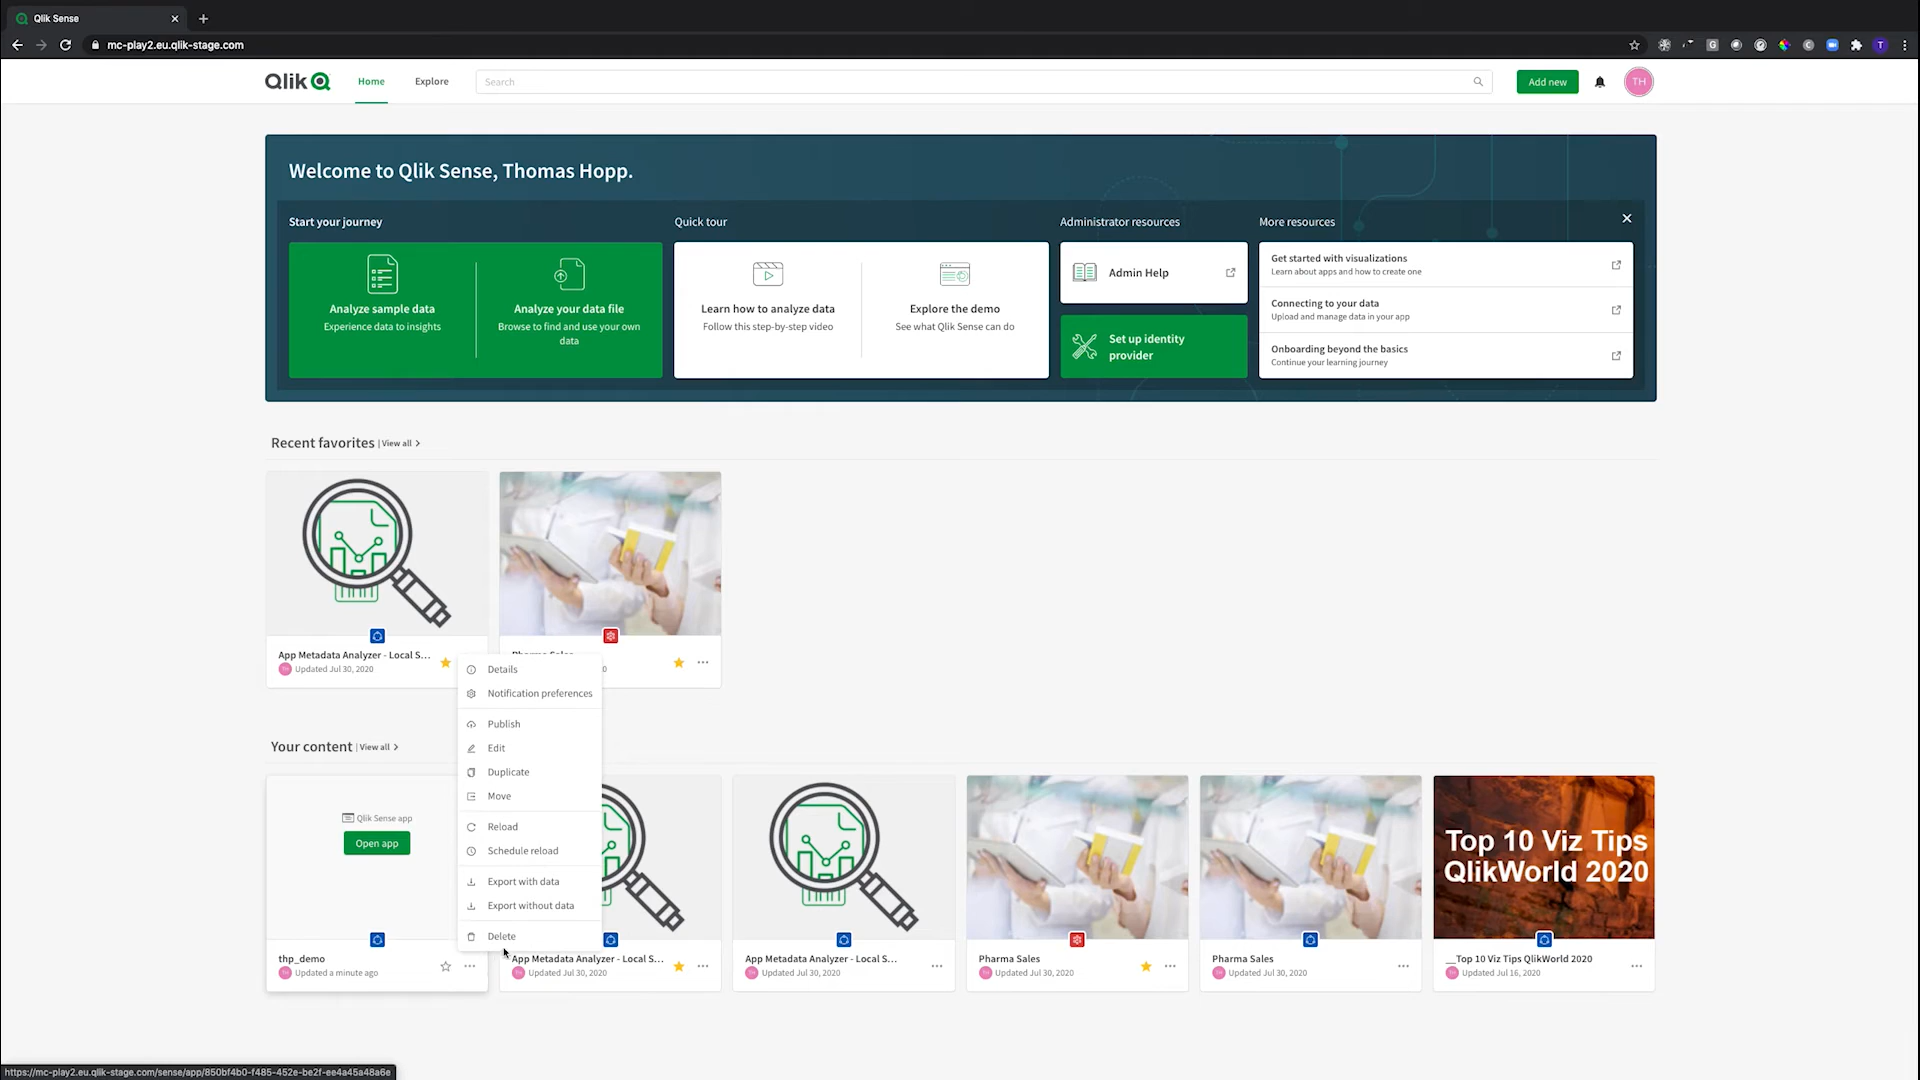 Qlik Sense
mc-play2.eu.qlik-stage.com
Qlik
Home
Explore
Search
Add new
TH
Welcome to Qlik Sense, Thomas Hopp.
Start your journey
Quick tour
Administrator resources
More resources
Analyze sample data
Experience data to insights
Analyze your data file
Browse to find and use your own
data
Learn how to analyze data
Follow this step-by-step video
Explore the demo
See what Qlik Sense can do
Admin Help
Set up identity
provider
Get started with visualizations
Learn about apps and how to create one
Connecting to your data
Upload and manage data in your app
Onboarding beyond the basics
Continue your learning journey
Recent favorites | View all >
App Metadata Analyzer - Local S...
Updated Jul 30, 2020
Details
Notification preferences
Publish
Edit
Duplicate
Move
Reload
Schedule reload
Export with data
Export without data
Delete
Your content | View all >
Qlik Sense app
Open app
thp_demo
Updated a minute ago
App Metadata Analyzer - Local S...
Updated Jul 30, 2020
App Metadata Analyzer - Local S...
Updated Jul 30, 2020
Pharma Sales
Updated Jul 30, 2020
Pharma Sales
Updated Jul 30, 2020
Top 10 Viz Tips
QlikWorld 2020
__Top 10 Viz Tips QlikWorld 2020
Updated Jul 16, 2020
https://mc-play2.eu.qlik-stage.com/sense/app/850bf4b0-f485-452e-be2f-ee4a45a48a6e